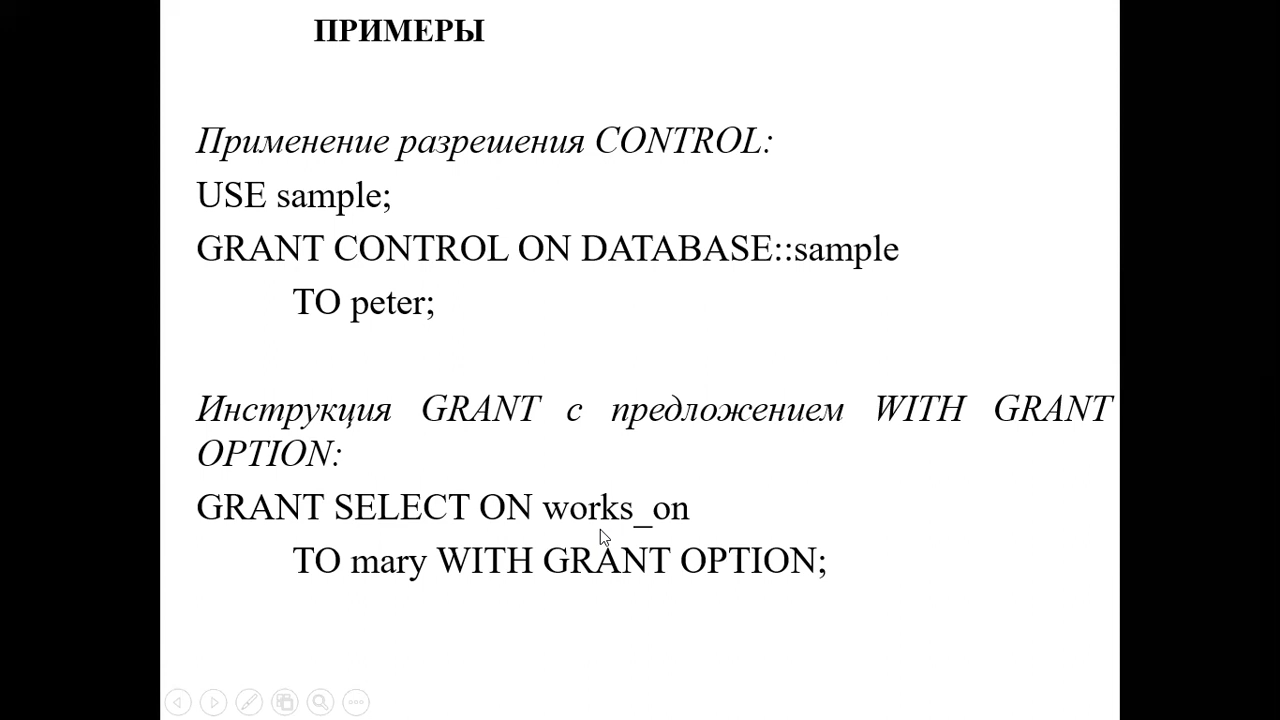 ПРИМЕРЫ
Применение разрешения CONTROL:
USE sample;
GRANT CONTROL ON DATABASE::sample
TO peter;
Инструкция GRANT с предложением WITH GRANT
OPTION:
GRANT SELECT ON works_on
TO mary WITH GRANT OPTION;